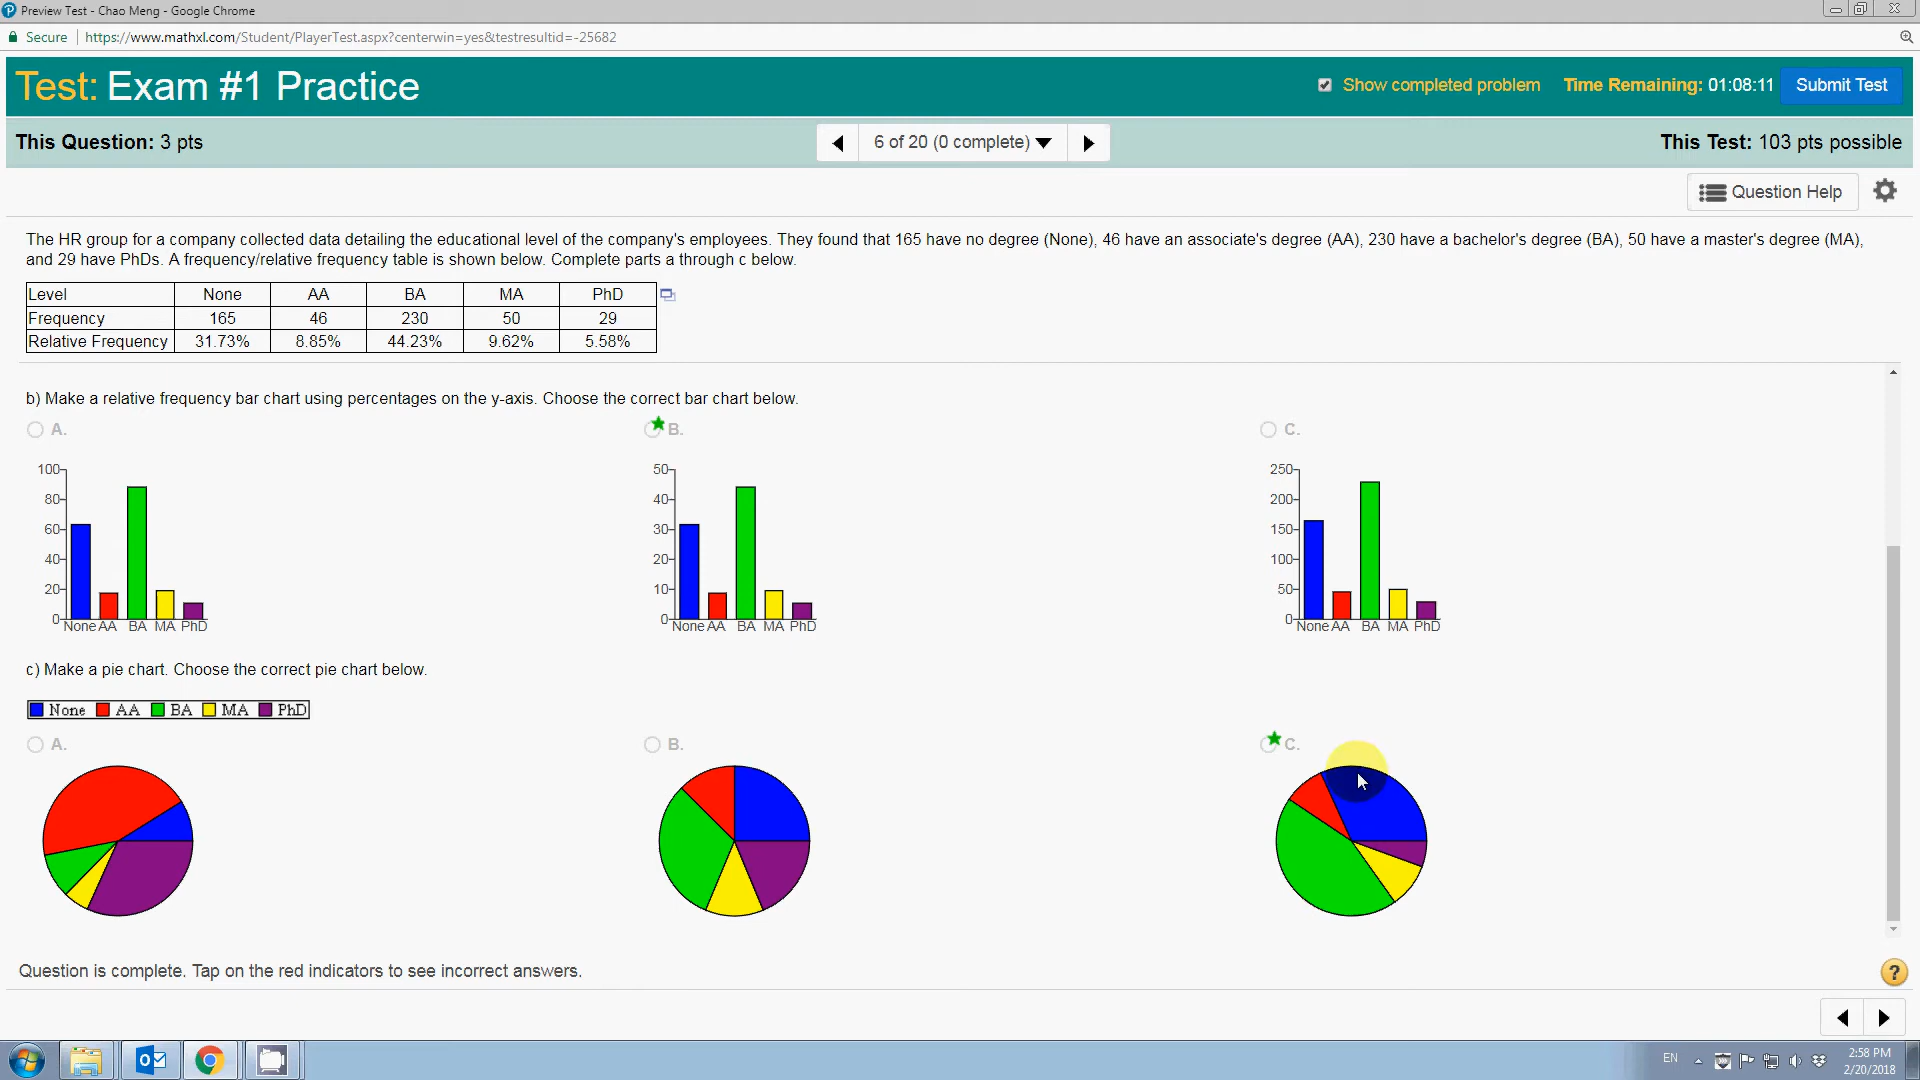 Preview Test - Chao Meng - Google Chrome
Secure | https://www.mathxl.com/Student/PlayerTest.aspx?centerwin=yes&testresultid=-25682
Test: Exam #1 Practice
Show completed problem Time Remaining: 01:08:11 Submit Test
This Question: 3 pts
6 of 20 (0 complete)
This Test: 103 pts possible
Question Help
The HR group for a company collected data detailing the educational level of the company's employees. They found that 165 have no degree (None), 46 have an associate's degree (AA), 230 have a bachelor's degree (BA), 50 have a master's degree (MA),
and 29 have PhDs. A frequency/relative frequency table is shown below. Complete parts a through c below.
Level None AA BA MA PhD
Frequency 165 46 230 50 29
Relative Frequency 31.73% 8.85% 44.23% 9.62% 5.58%
b) Make a relative frequency bar chart using percentages on the y-axis. Choose the correct bar chart below.
A. B. C.
100 50 250
80 40 200
60 30 150
40 20 100
20 10 50
0 0 0
None AA BA MA PhD None AA BA MA PhD None AA BA MA PhD
c) Make a pie chart. Choose the correct pie chart below.
None AA BA MA PhD
A. B. C.
Question is complete. Tap on the red indicators to see incorrect answers.
?
EN
2:58 PM
2/20/2018